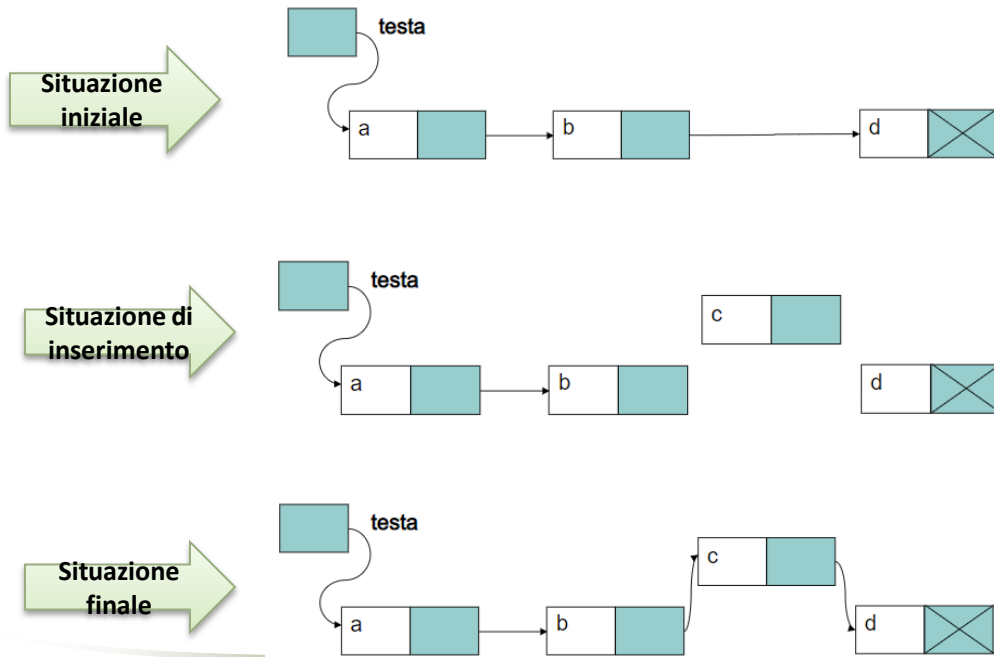 testa
Situazione
iniziale
a
b
d
testa
Situazione di
inserimento
c
a
b
d
testa
Situazione
finale
c
a
b
d